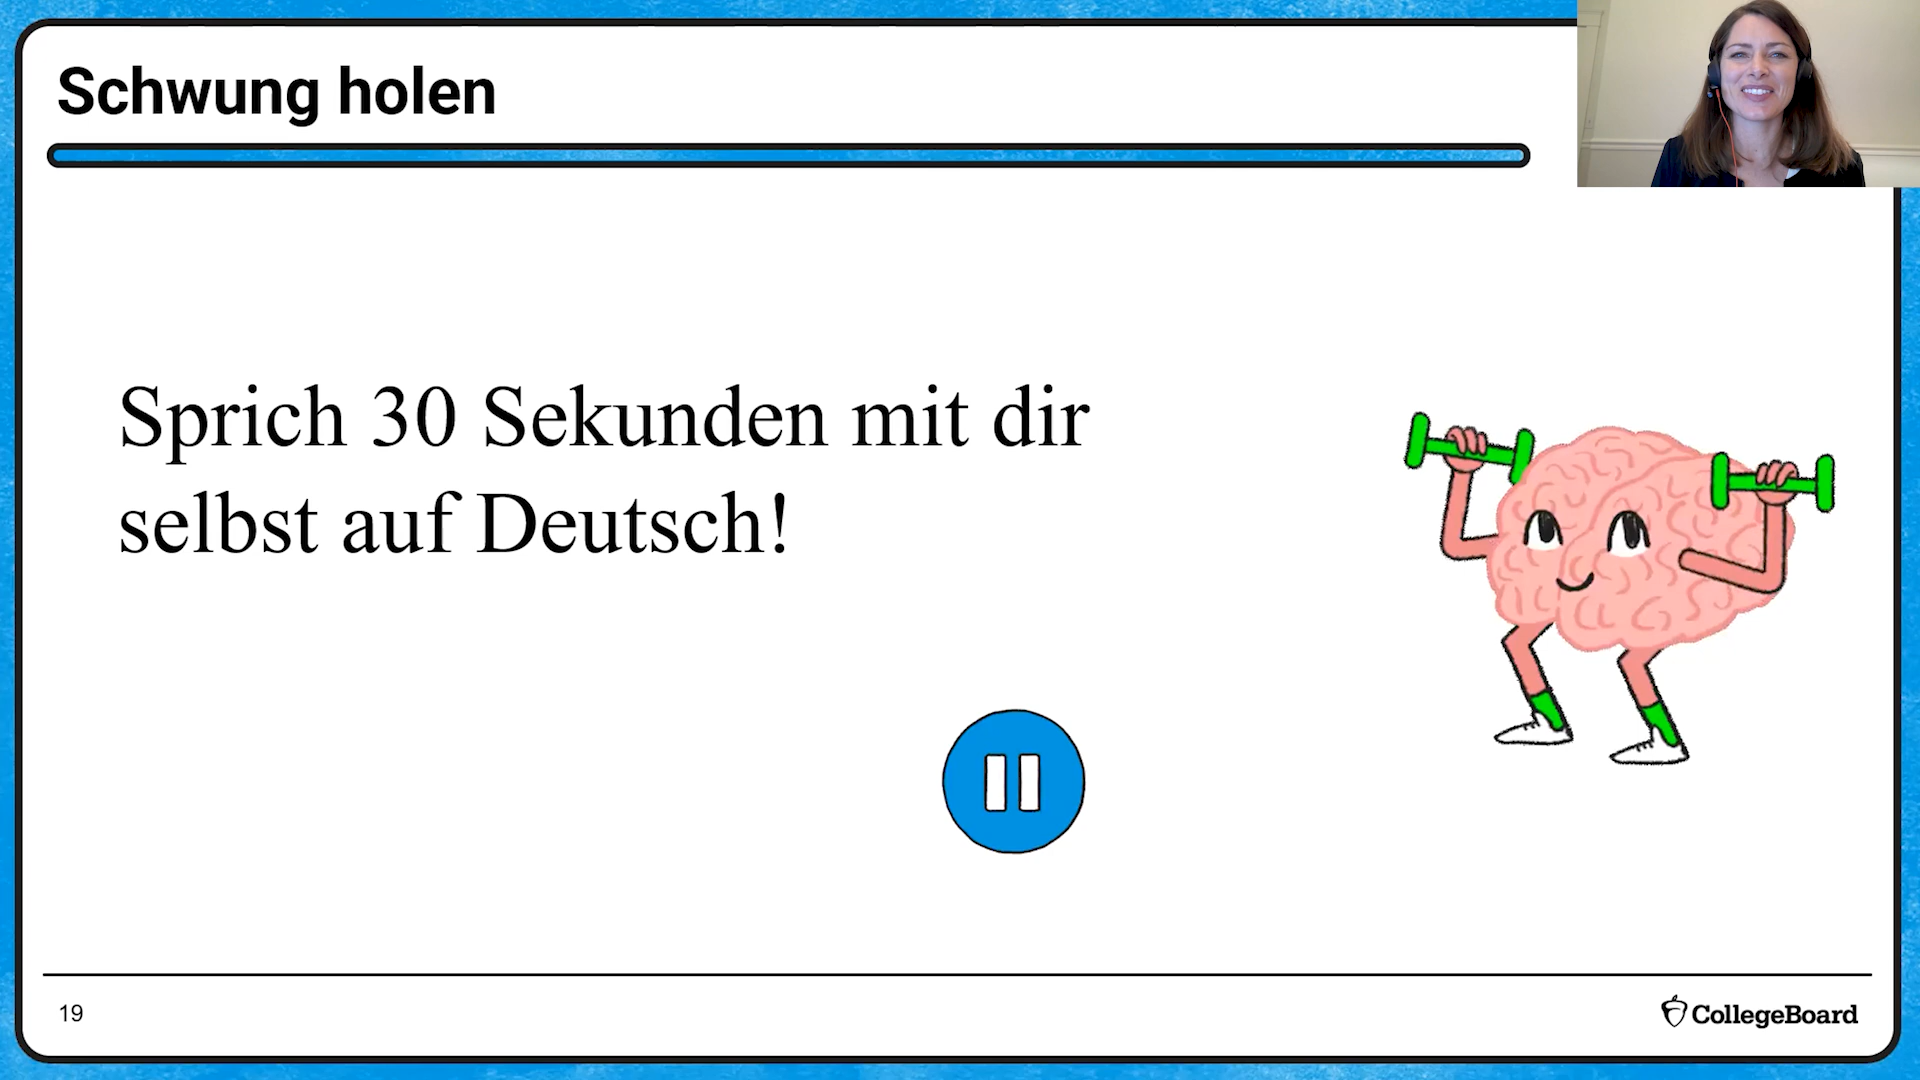 Schwung holen
Sprich 30 Sekunden mit dir
selbst auf Deutsch!
19
CollegeBoard